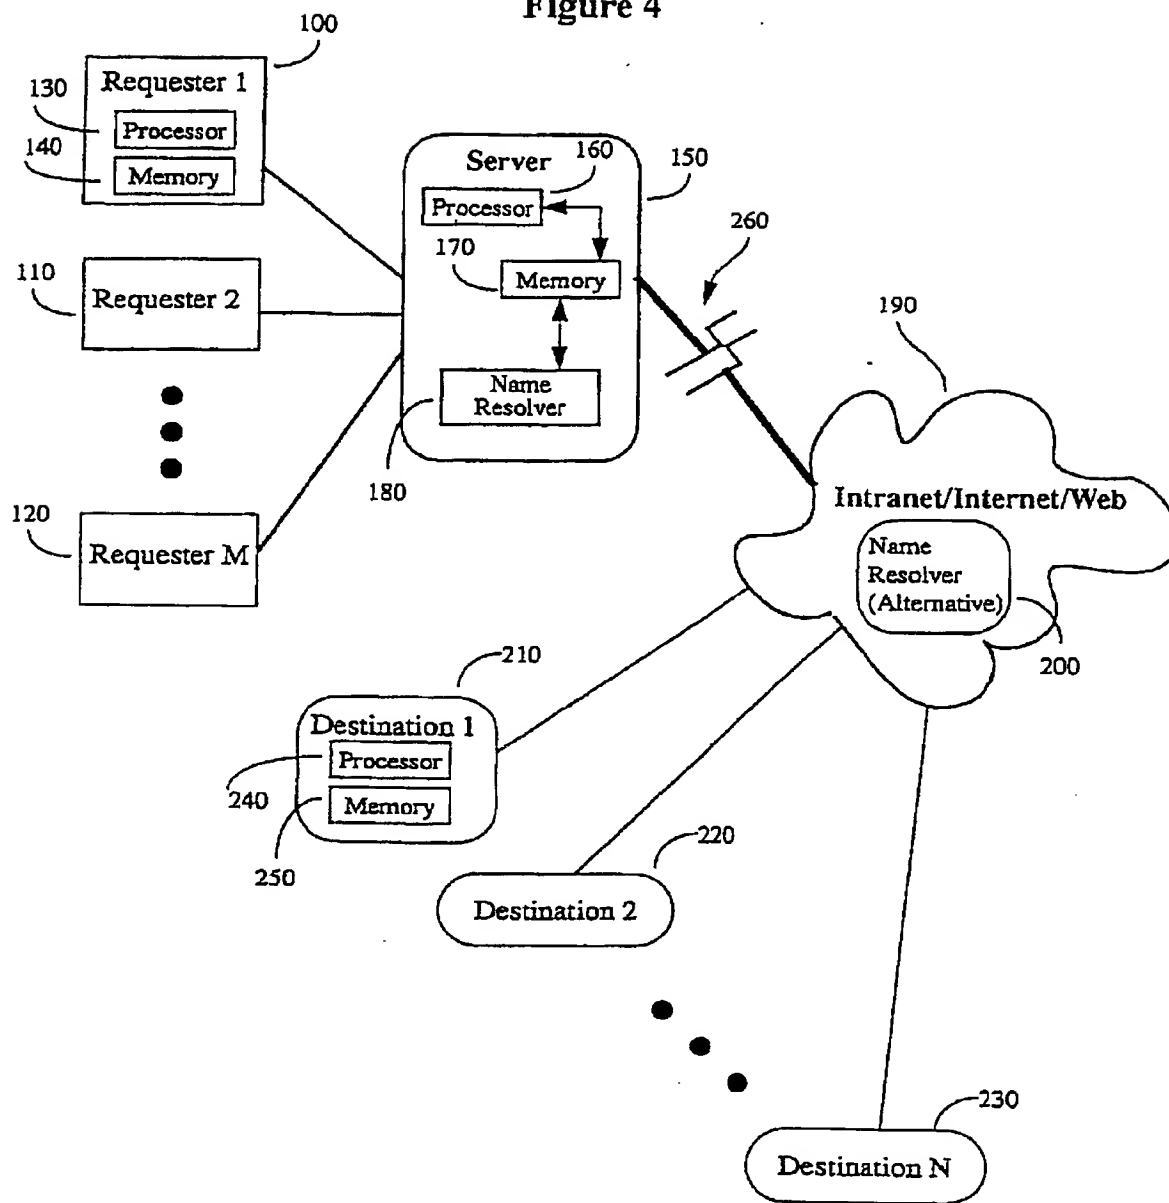 Figure 4
100
Requester 1
130
Processor
140
Memory
Server
160
150
Processor
170
260
110
Requester 2
Memory
190
Name
Resolver
180
Intranet/Internet/Web
120
Requester M
Name
Resolver
(Alternative)
200
210
Destination 1
Processor
240
Memory
250
220
Destination 2
230
Destination N